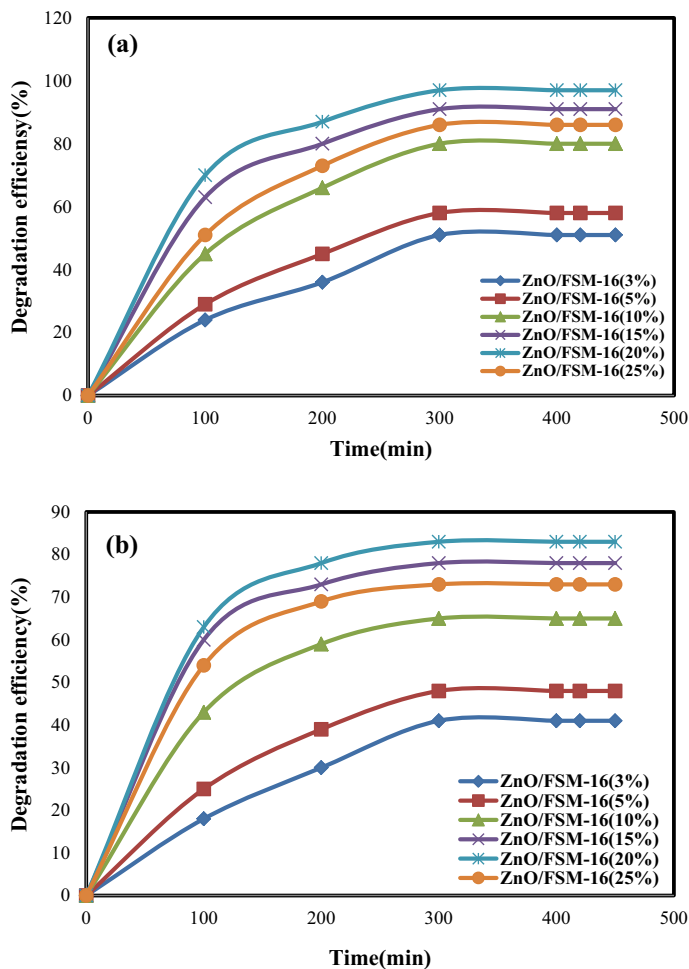 120
(a)
100
80
60
40
20
0
Degradation efficiensy(%)
ZnO/FSM-16(3%)
ZnO/FSM-16(5%)
ZnO/FSM-16(10%)
ZnO/FSM-16(15%)
ZnO/FSM-16(20%)
ZnO/FSM-16(25%)
0 100 200 300 400 500
Time(min)
90
(b)
80
70
60
50
40
30
20
10
0
Degradation efficiency(%)
ZnO/FSM-16(3%)
ZnO/FSM-16(5%)
ZnO/FSM-16(10%)
ZnO/FSM-16(15%)
ZnO/FSM-16(20%)
ZnO/FSM-16(25%)
0 100 200 300 400 500
Time(min)